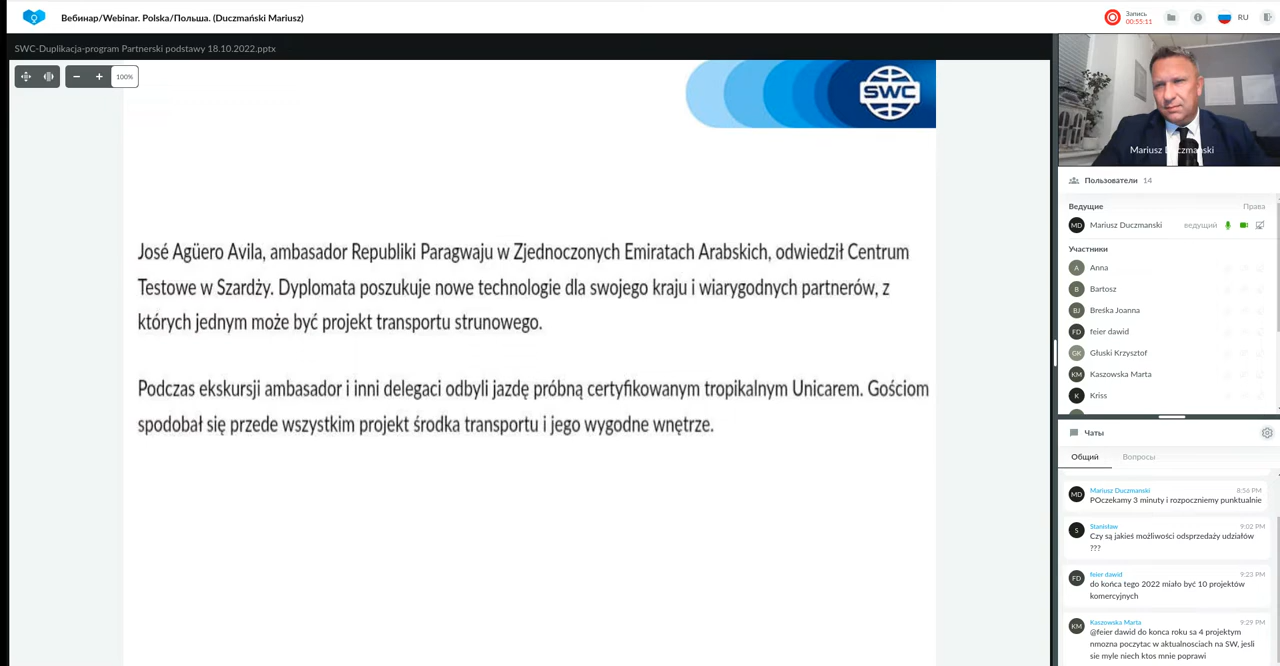 Вебинар/Webinar. Polska/Польша. (Duczmański Mariusz)
Запись
00:55:11
RU
SWC-Duplikacja-program Partnerski podstawy 18.10.2022.pptx
100%
SWC
José Agüero Avila, ambasador Republiki Paragwaju w Zjednoczonych Emiratach Arabskich, odwiedził Centrum
Testowe w Szardży. Dyplomata poszukuje nowe technologie dla swojego kraju i wiarygodnych partnerów, z
których jednym może być projekt transportu strunowego.
Podczas ekskursji ambasador i inni delegaci odbyli jazdę próbną certyfikowanym tropikalnym Unicarem. Gościom
spodobał się przede wszystkim projekt środka transportu i jego wygodne wnętrze.
Mariusz Duczmanski
Пользователи 14
Ведущие Права
MD Mariusz Duczmanski ведущий
Участники
A Anna
B Bartosz
BJ Breśka Joanna
FD feier dawid
GK Głuski Krzysztof
KM Kaszowska Marta
K Kriss
Чаты
Общий Вопросы
MD Mariusz Duczmanski 8:56 PM
POczekamy 3 minuty i rozpoczniemy punktualnie
S Stanisław 9:02 PM
Czy są jakieś możliwości odsprzedaży udziałów
???
FD feier dawid 9:23 PM
do końca tego 2022 miało być 10 projektów
komercyjnych
KM Kaszowska Marta 9:29 PM
@feier dawid do konca roku sa 4 projektym
nmozna poczytac w aktualnosciach na SW, jesli
sie myle niech ktos mnie poprawi